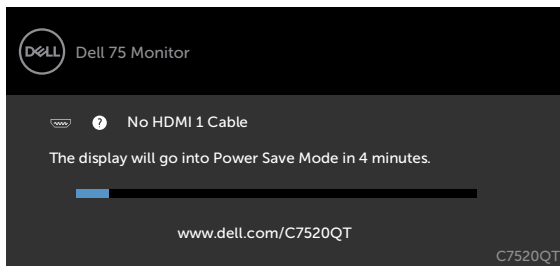 DELL
Dell 75 Monitor
? No HDMI 1 Cable
The display will go into Power Save Mode in 4 minutes.
www.dell.com/C7520QT
C7520QT